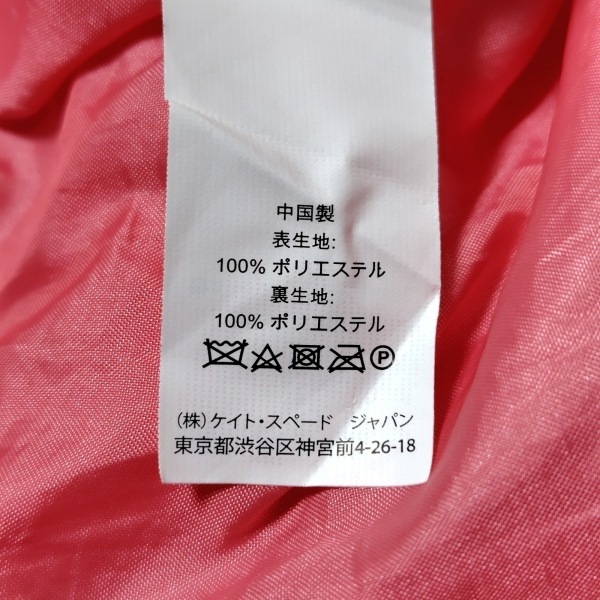 中国製
表生地:
100% ポリエステル
裏生地:
100% ポリエステル
P
(株)ケイト・スペード ジャパン
東京都渋谷区神宮前4-26-18